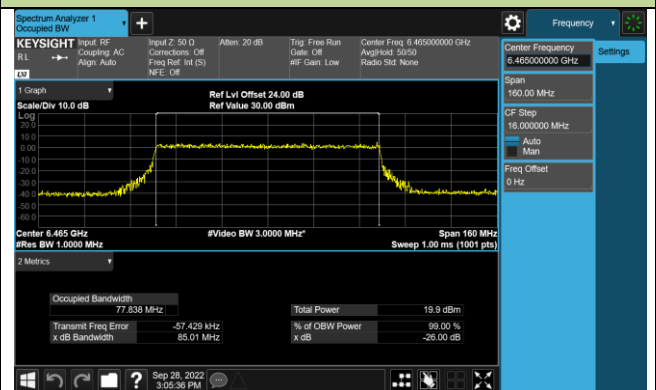 Spectrum Analyzer 1
Occupied BW
Frequency
KEYSIGHT
Input: RF
Coupling: AC
Align: Auto
Input Z: 50 Ω
Corrections: Off
Freq Ref: Int (S)
NFE: Off
Atten: 20 dB
Trig: Free Run
Gate: Off
#IF Gain: Low
Center Freq: 6.465000000 GHz
Avg|Hold: 50/50
Radio Std: None
RL
LXI
Center Frequency
6.465000000 GHz
Settings
Span
160.00 MHz
CF Step
16.000000 MHz
Auto
Man
Freq Offset
0 Hz
1 Graph
Scale/Div 10.0 dB
Ref Lvl Offset 24.00 dB
Ref Value 30.00 dBm
Log
20.0
10.0
0.00
-10.0
-20.0
-30.0
-40.0
-50.0
-60.0
Center 6.465 GHz
#Res BW 1.0000 MHz
#Video BW 3.0000 MHz*
Span 160 MHz
Sweep 1.00 ms (1001 pts)
2 Metrics
Occupied Bandwidth
77.838 MHz
Total Power 19.9 dBm
Transmit Freq Error -57.429 kHz
% of OBW Power 99.00 %
x dB Bandwidth 85.01 MHz
x dB -26.00 dB
?
Sep 28, 2022
3:05:36 PM